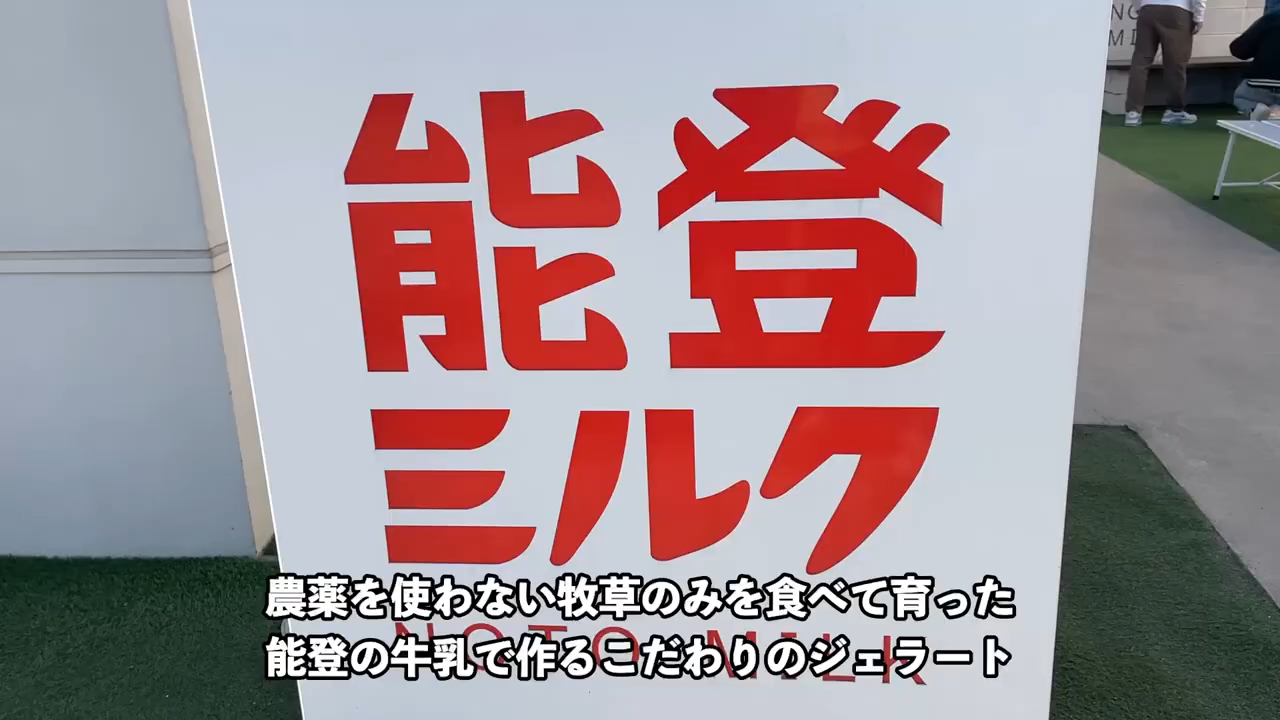 能登
ミルク
NOTO MILK
農薬を使わない牧草のみを食べて育った
能登の牛乳で作るこだわりのジェラート